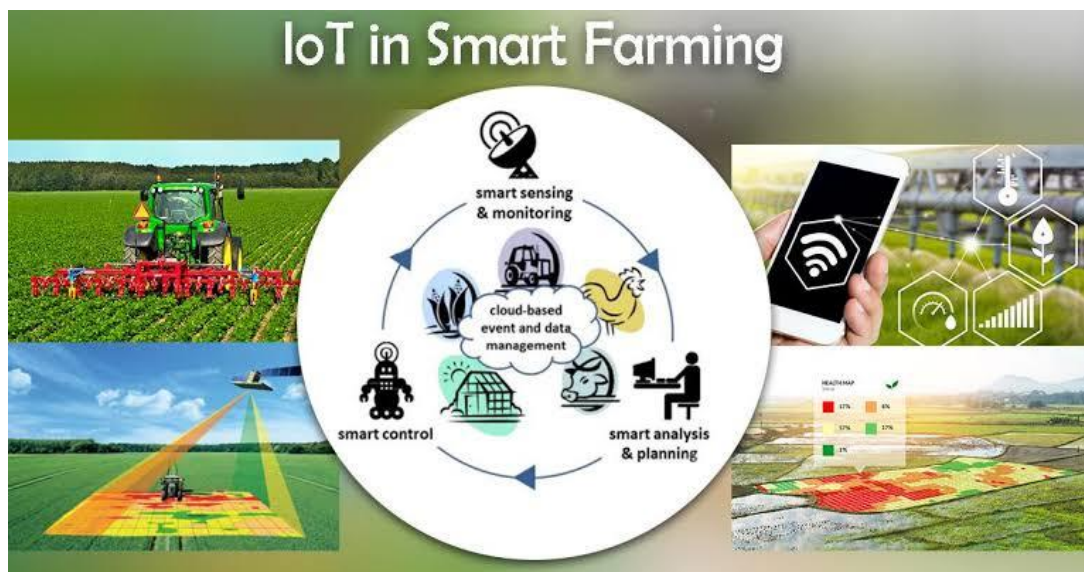 IoT in Smart Farming
smart sensing
& monitoring
cloud-based
event and data
management
smart control
smart analysis
& planning
HEALTH MAP